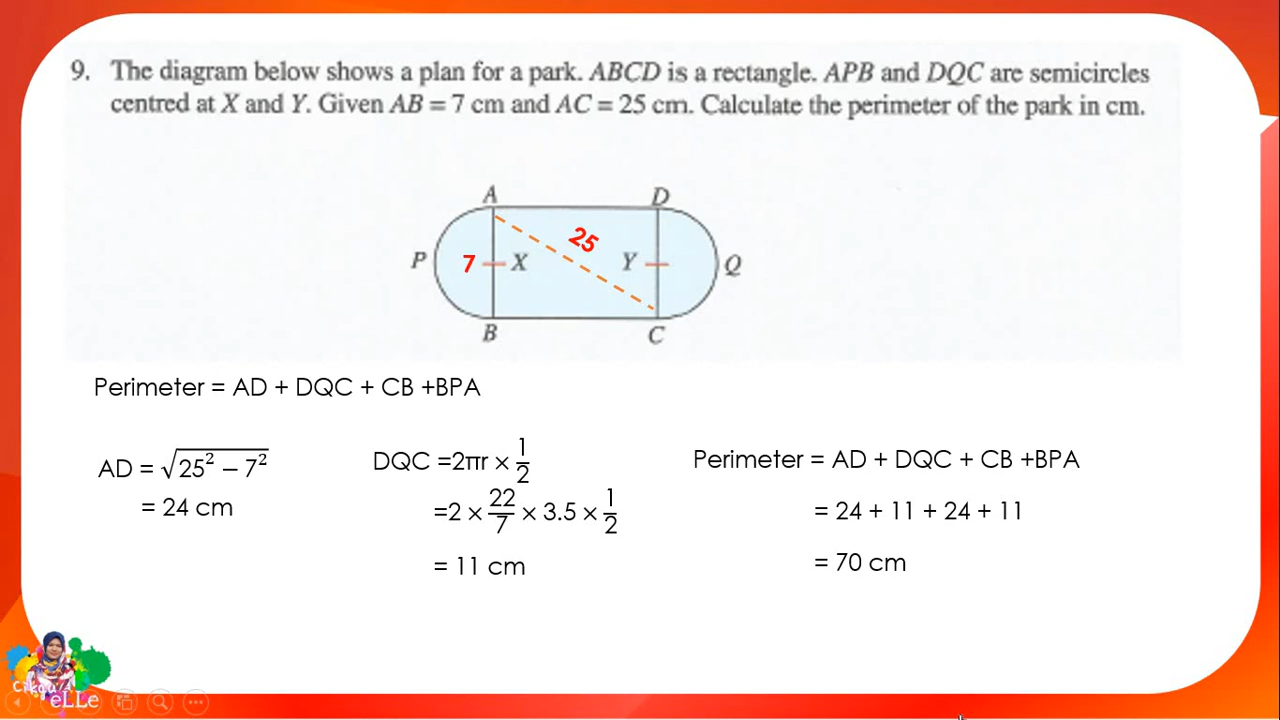 9. The diagram below shows a plan for a park. ABCD is a rectangle. APB and DQC are semicircles
centred at X and Y. Given AB = 7 cm and AC = 25 cm. Calculate the perimeter of the park in cm.
A D
25
P 7 X Y Q
B C
Perimeter = AD + DQC + CB +BPA
AD = √(25² – 7²)
= 24 cm
DQC =2πr × 1/2
=2 × 22/7 × 3.5 × 1/2
= 11 cm
Perimeter = AD + DQC + CB +BPA
= 24 + 11 + 24 + 11
= 70 cm
Cikgu
eLLe